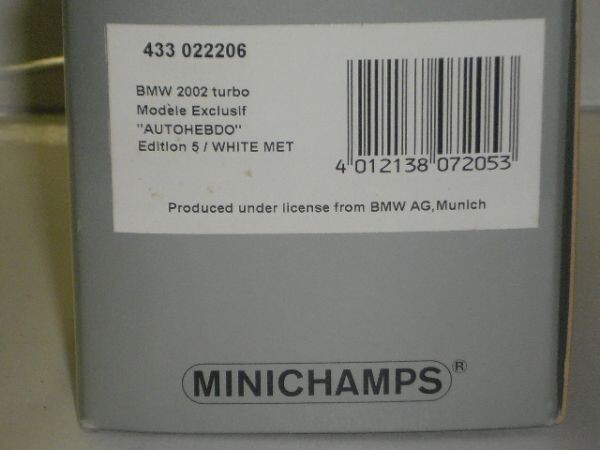 433 022206
BMW 2002 turbo
Modèle Exclusif
"AUTOHEBDO"
Edition 5 / WHITE MET
4 012138 072053
Produced under license from BMW AG, Munich
MINICHAMPS®